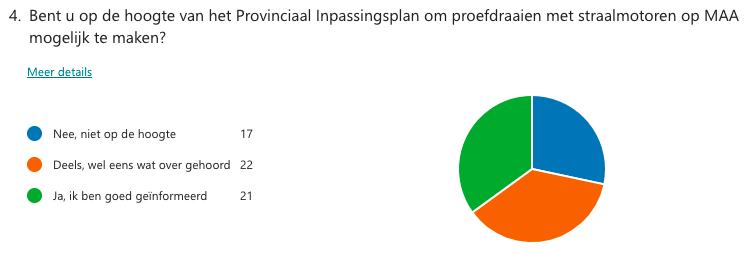 4. Bent u op de hoogte van het Provinciaal Inpassingsplan om proefdraaien met straalmotoren op MAA
mogelijk te maken?
Meer details
Nee, niet op de hoogte 17
Deels, wel eens wat over gehoord 22
Ja, ik ben goed geïnformeerd 21